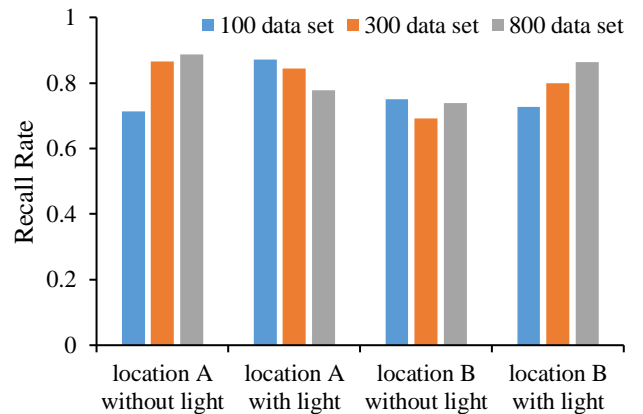 100 data set 300 data set 800 data set
1
0.8
0.6
0.4
0.2
0
Recall Rate
location A without light
location A with light
location B without light
location B with light